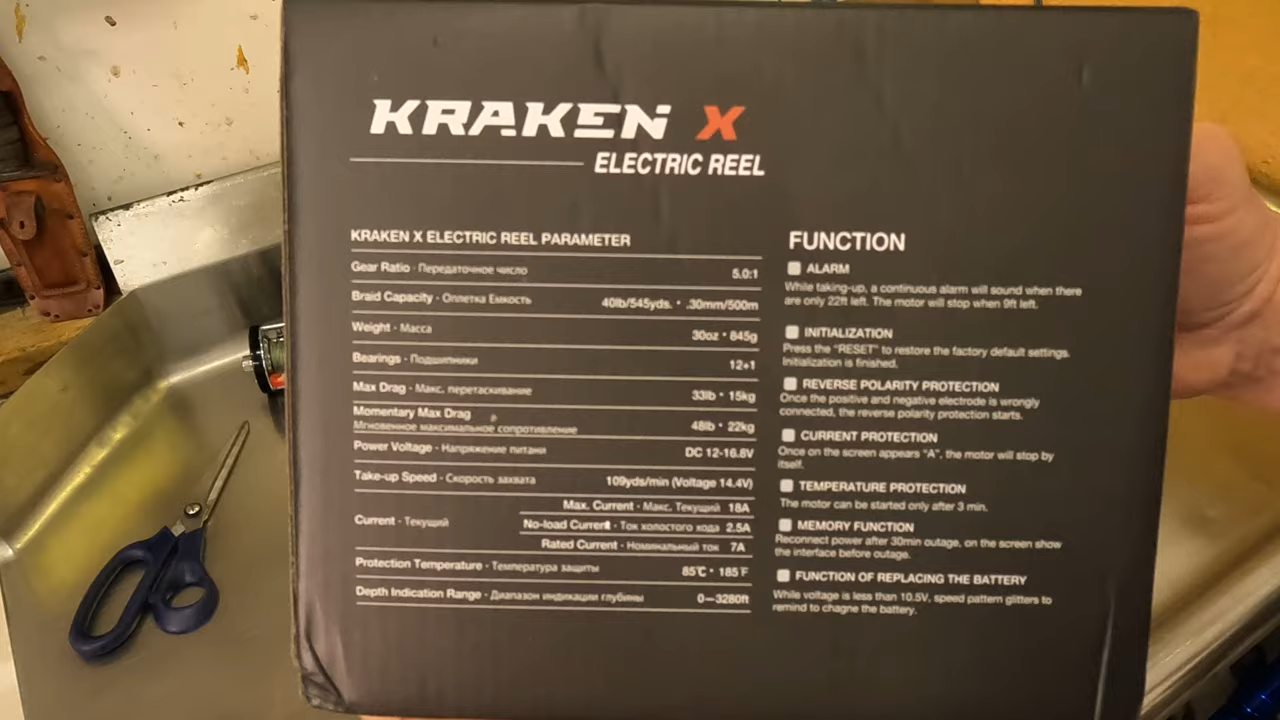 KRAKEN X
ELECTRIC REEL
KRAKEN X ELECTRIC REEL PARAMETER
Gear Ratio · Передаточное число 5.0:1
Braid Capacity · Оплетка Емкость 40lb/545yds. · .30mm/500m
Weight · Масса 30oz · 845g
Bearings · Подшипники 12+1
Max Drag · Макс. перетаскивание 33lb · 15kg
Momentary Max Drag
Мгновенное максимальное сопротивление 48lb · 22kg
Power Voltage · Напряжение питани DC 12-16.8V
Take-up Speed · Скорость захвата 109yds/min (Voltage 14.4V)
Max. Current · Макс. Текущий 18A
Current · Текущий No-load Current · Ток холостого хода 2.5A
Rated Current · Номинальный ток 7A
Protection Temperature · Температура защиты 85℃ · 185℉
Depth Indication Range · Диапазон индикации глубины 0—3280ft
FUNCTION
ALARM
While taking-up, a continuous alarm will sound when there
are only 22ft left. The motor will stop when 9ft left.
INITIALIZATION
Press the "RESET" to restore the factory default settings.
Initialization is finished.
REVERSE POLARITY PROTECTION
Once the positive and negative electrode is wrongly
connected, the reverse polarity protection starts.
CURRENT PROTECTION
Once on the screen appears "A", the motor will stop by
itself.
TEMPERATURE PROTECTION
The motor can be started only after 3 min.
MEMORY FUNCTION
Reconnect power after 30min outage, on the screen show
the interface before outage.
FUNCTION OF REPLACING THE BATTERY
While voltage is less than 10.5V, speed pattern glitters to
remind to chagne the battery.